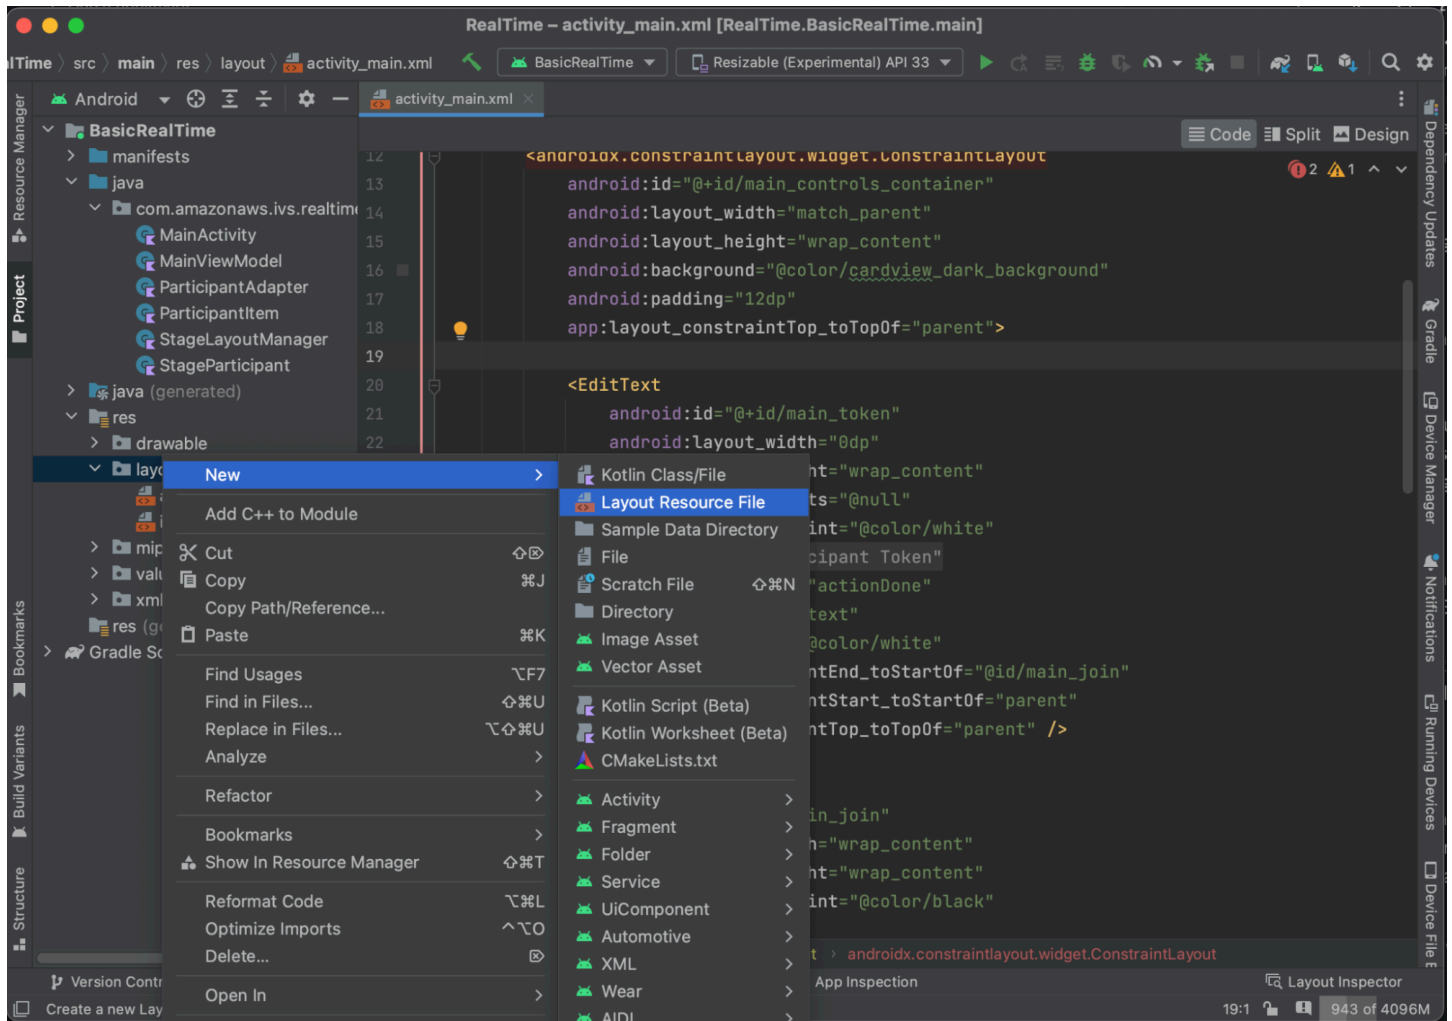 RealTime – activity_main.xml [RealTime.BasicRealTime.main]
lTime
src
main
res
layout
activity_main.xml
BasicRealTime
Resizable (Experimental) API 33
Android
activity_main.xml
Code
Split
Design
Resource Manager
Project
Bookmarks
Build Variants
Structure
BasicRealTime
manifests
java
com.amazonaws.ivs.realtime
MainActivity
MainViewModel
ParticipantAdapter
ParticipantItem
StageLayoutManager
StageParticipant
java (generated)
res
drawable
layo
mip
valu
xml
res (g
Gradle Sc
2 1
12 <androidx.constraintlayout.widget.ConstraintLayout
13 android:id="@+id/main_controls_container"
14 android:layout_width="match_parent"
15 android:layout_height="wrap_content"
16 android:background="@color/cardview_dark_background"
17 android:padding="12dp"
18 app:layout_constraintTop_toTopOf="parent">
19
20 <EditText
21 android:id="@+id/main_token"
22 android:layout_width="0dp"
ht="wrap_content"
ts="@null"
int="@color/white"
cipant Token"
"actionDone"
text"
@color/white"
ntEnd_toStartOf="@id/main_join"
ntStart_toStartOf="parent"
ntTop_toTopOf="parent" />
in_join"
h="wrap_content"
ht="wrap_content"
int="@color/black"
New
Add C++ to Module
Cut ⇧⌦
Copy ⌘J
Copy Path/Reference...
Paste ⌘K
Find Usages ⌥F7
Find in Files... ⇧⌘U
Replace in Files... ⌥⇧⌘U
Analyze
Refactor
Bookmarks
Show In Resource Manager ⇧⌘T
Reformat Code ⌥⌘L
Optimize Imports ^⌥O
Delete... ⌦
Open In
Kotlin Class/File
Layout Resource File
Sample Data Directory
File
Scratch File ⇧⌘N
Directory
Image Asset
Vector Asset
Kotlin Script (Beta)
Kotlin Worksheet (Beta)
CMakeLists.txt
Activity
Fragment
Folder
Service
UiComponent
Automotive
XML
Wear
AIDL
Dependency Updates
Gradle
Device Manager
Notifications
Running Devices
Device File E
t › androidx.constraintlayout.widget.ConstraintLayout
Version Contr
App Inspection
Layout Inspector
Create a new Lay
19:1
943 of 4096M